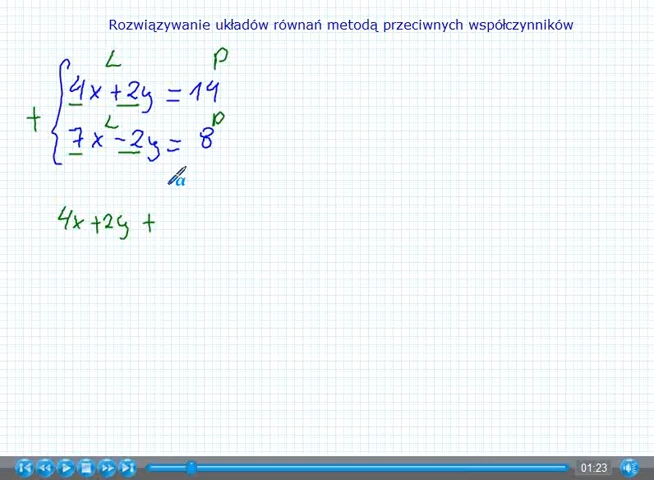 Rozwiązywanie układów równań metodą przeciwnych współczynników
L P
4x + 2y = 14
+ L P
7x - 2y = 8
a
4x + 2y +
01:23